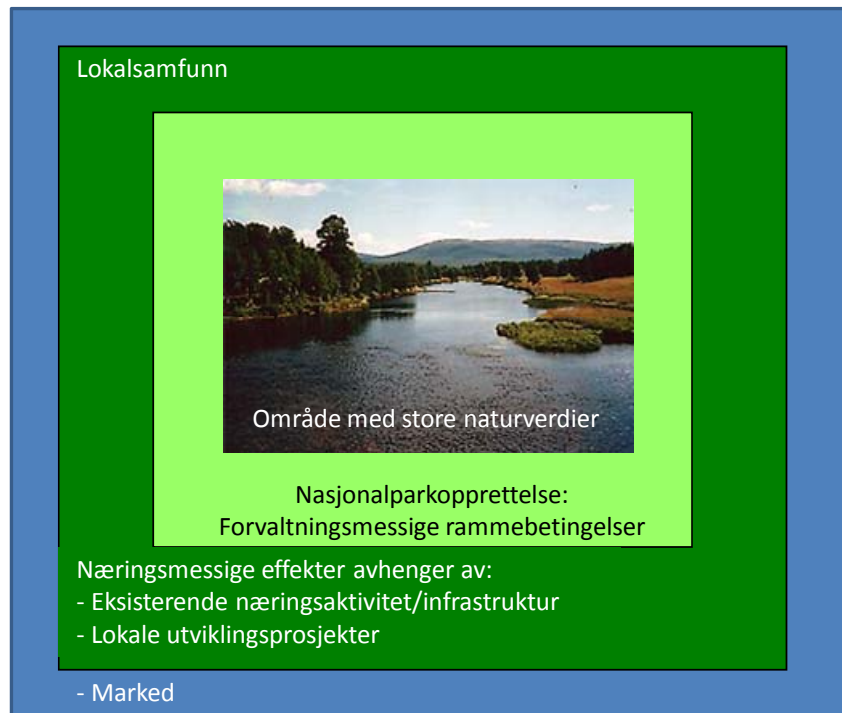 Lokalsamfunn
Område med store naturverdier
Nasjonalparkopprettelse:
Forvaltningsmessige rammebetingelser
Næringsmessige effekter avhenger av:
- Eksisterende næringsaktivitet/infrastruktur
- Lokale utviklingsprosjekter
- Marked